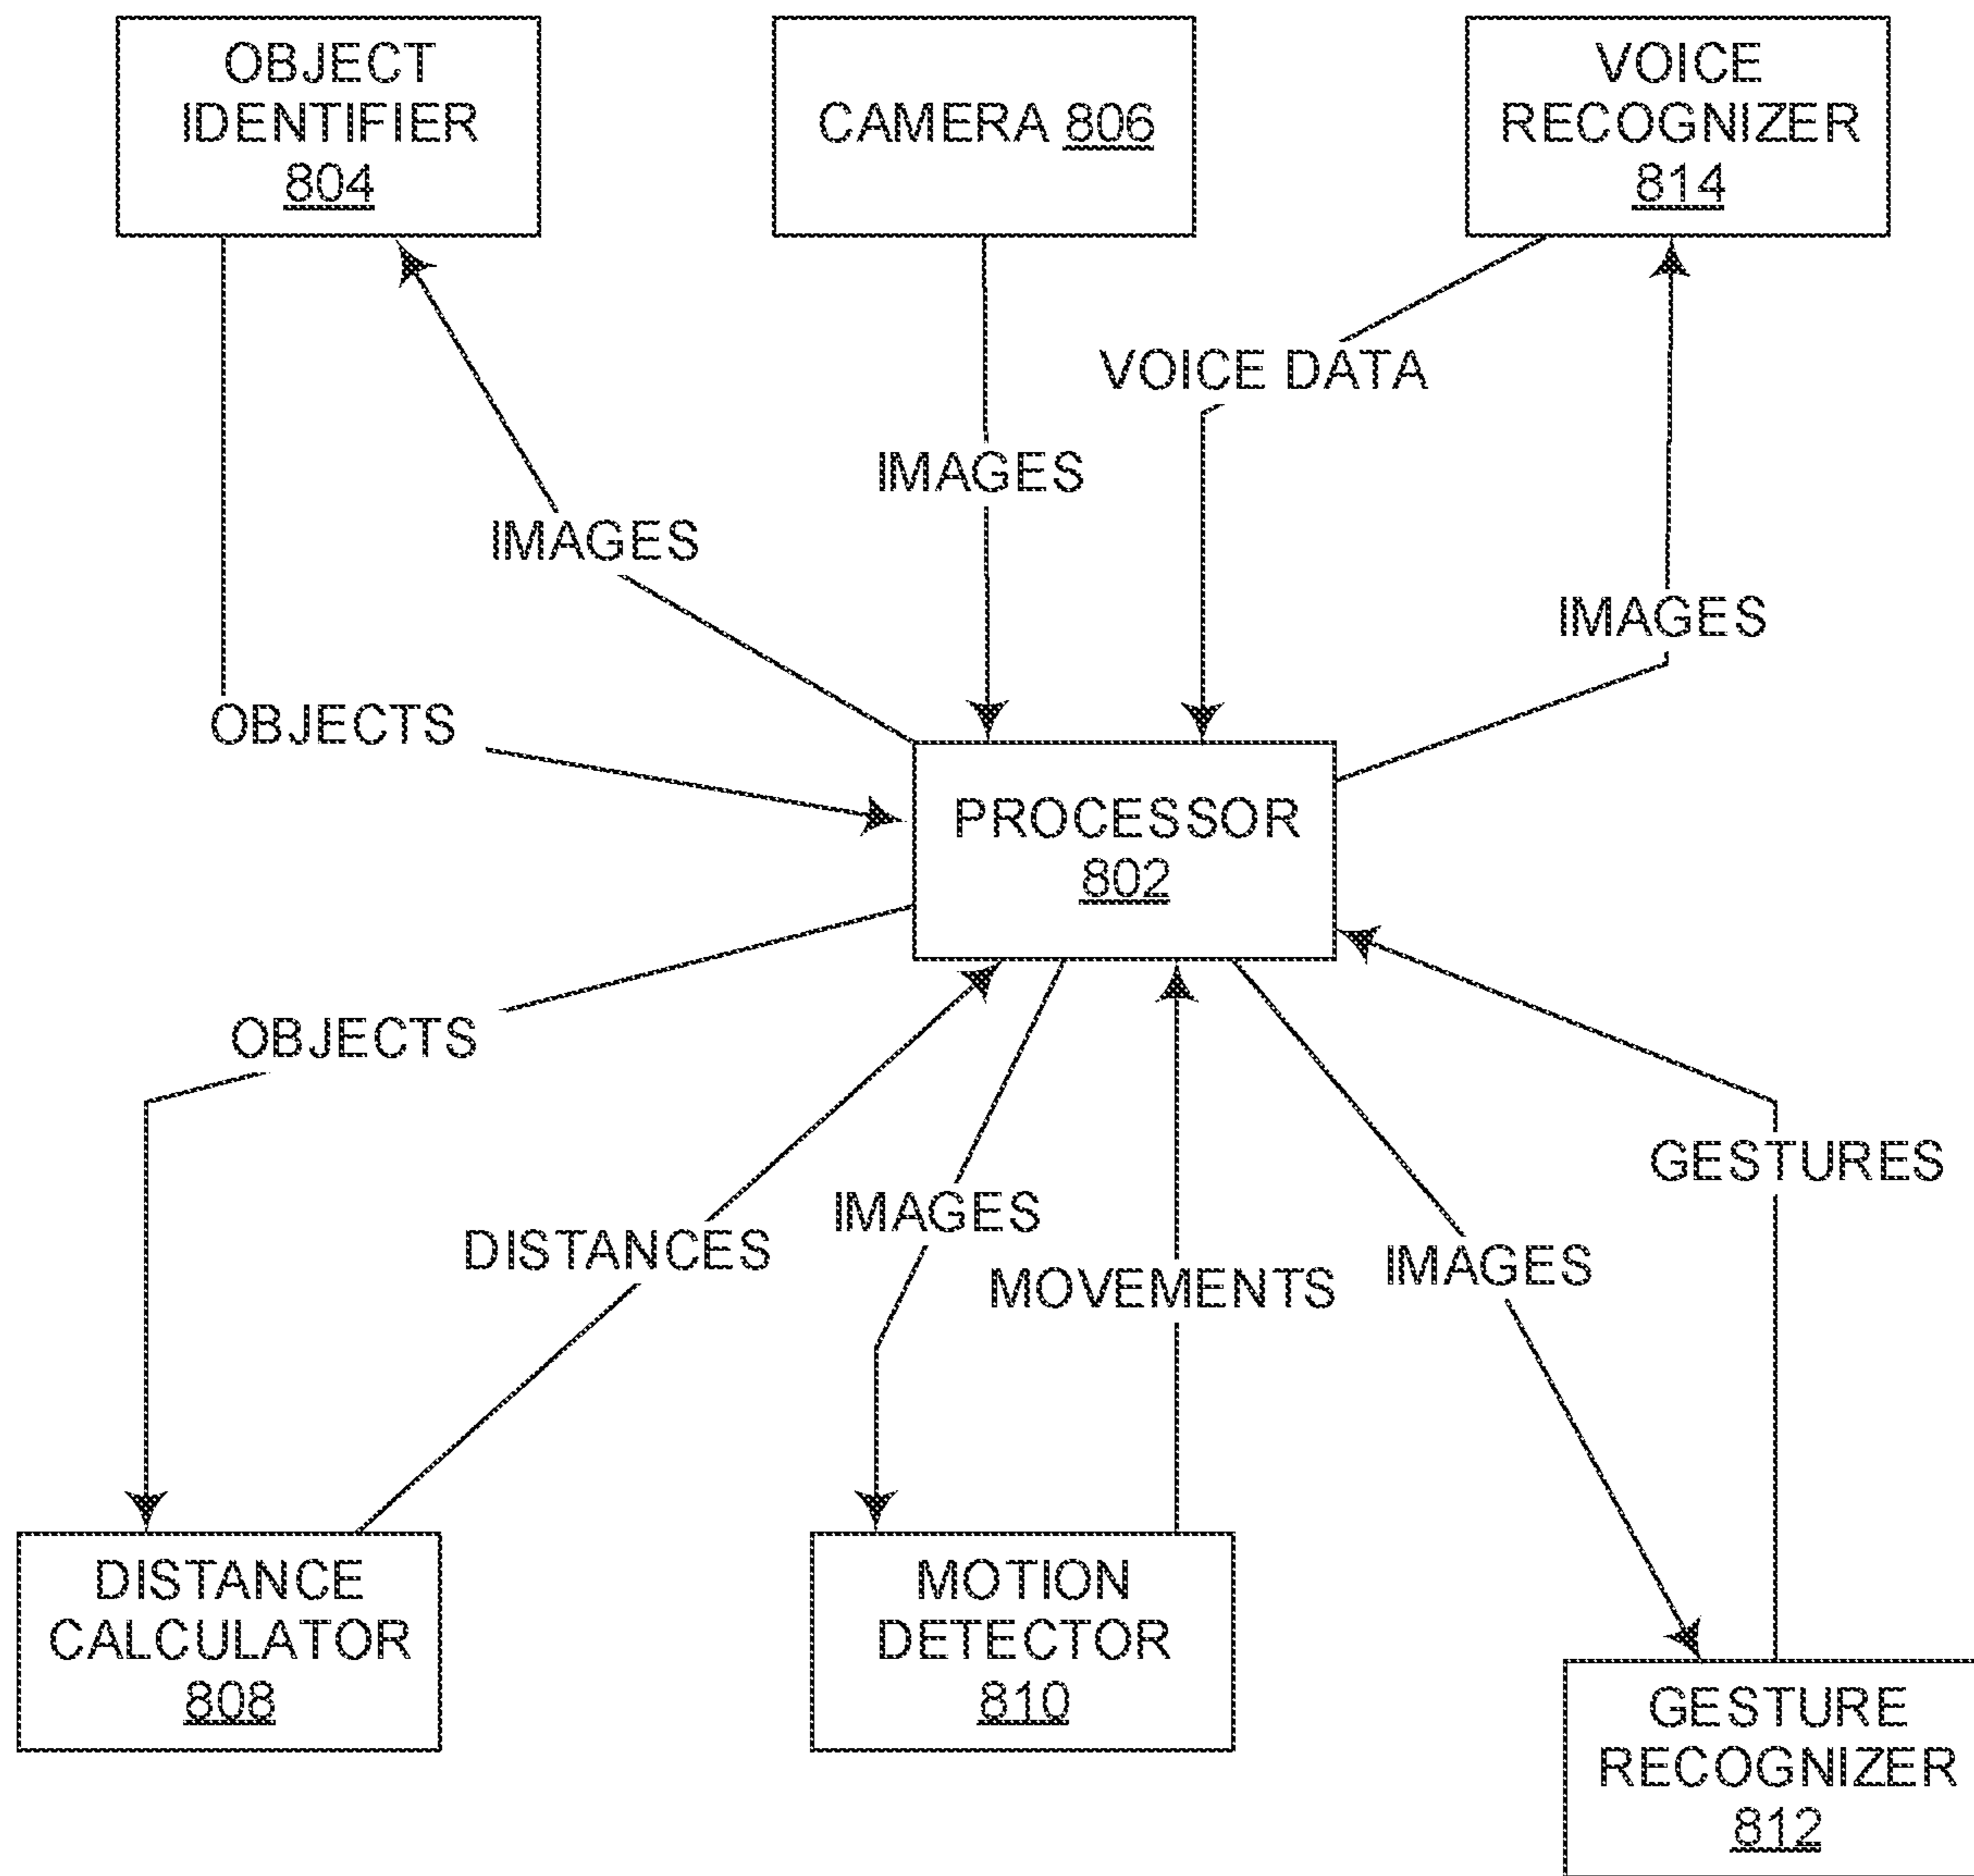 OBJECT
IDENTIFIER
804
CAMERA 806
VOICE
RECOGNIZER
814
VOICE DATA
IMAGES
IMAGES
IMAGES
OBJECTS
PROCESSOR
802
OBJECTS
GESTURES
IMAGES
DISTANCES
IMAGES
MOVEMENTS
DISTANCE
CALCULATOR
808
MOTION
DETECTOR
810
GESTURE
RECOGNIZER
812